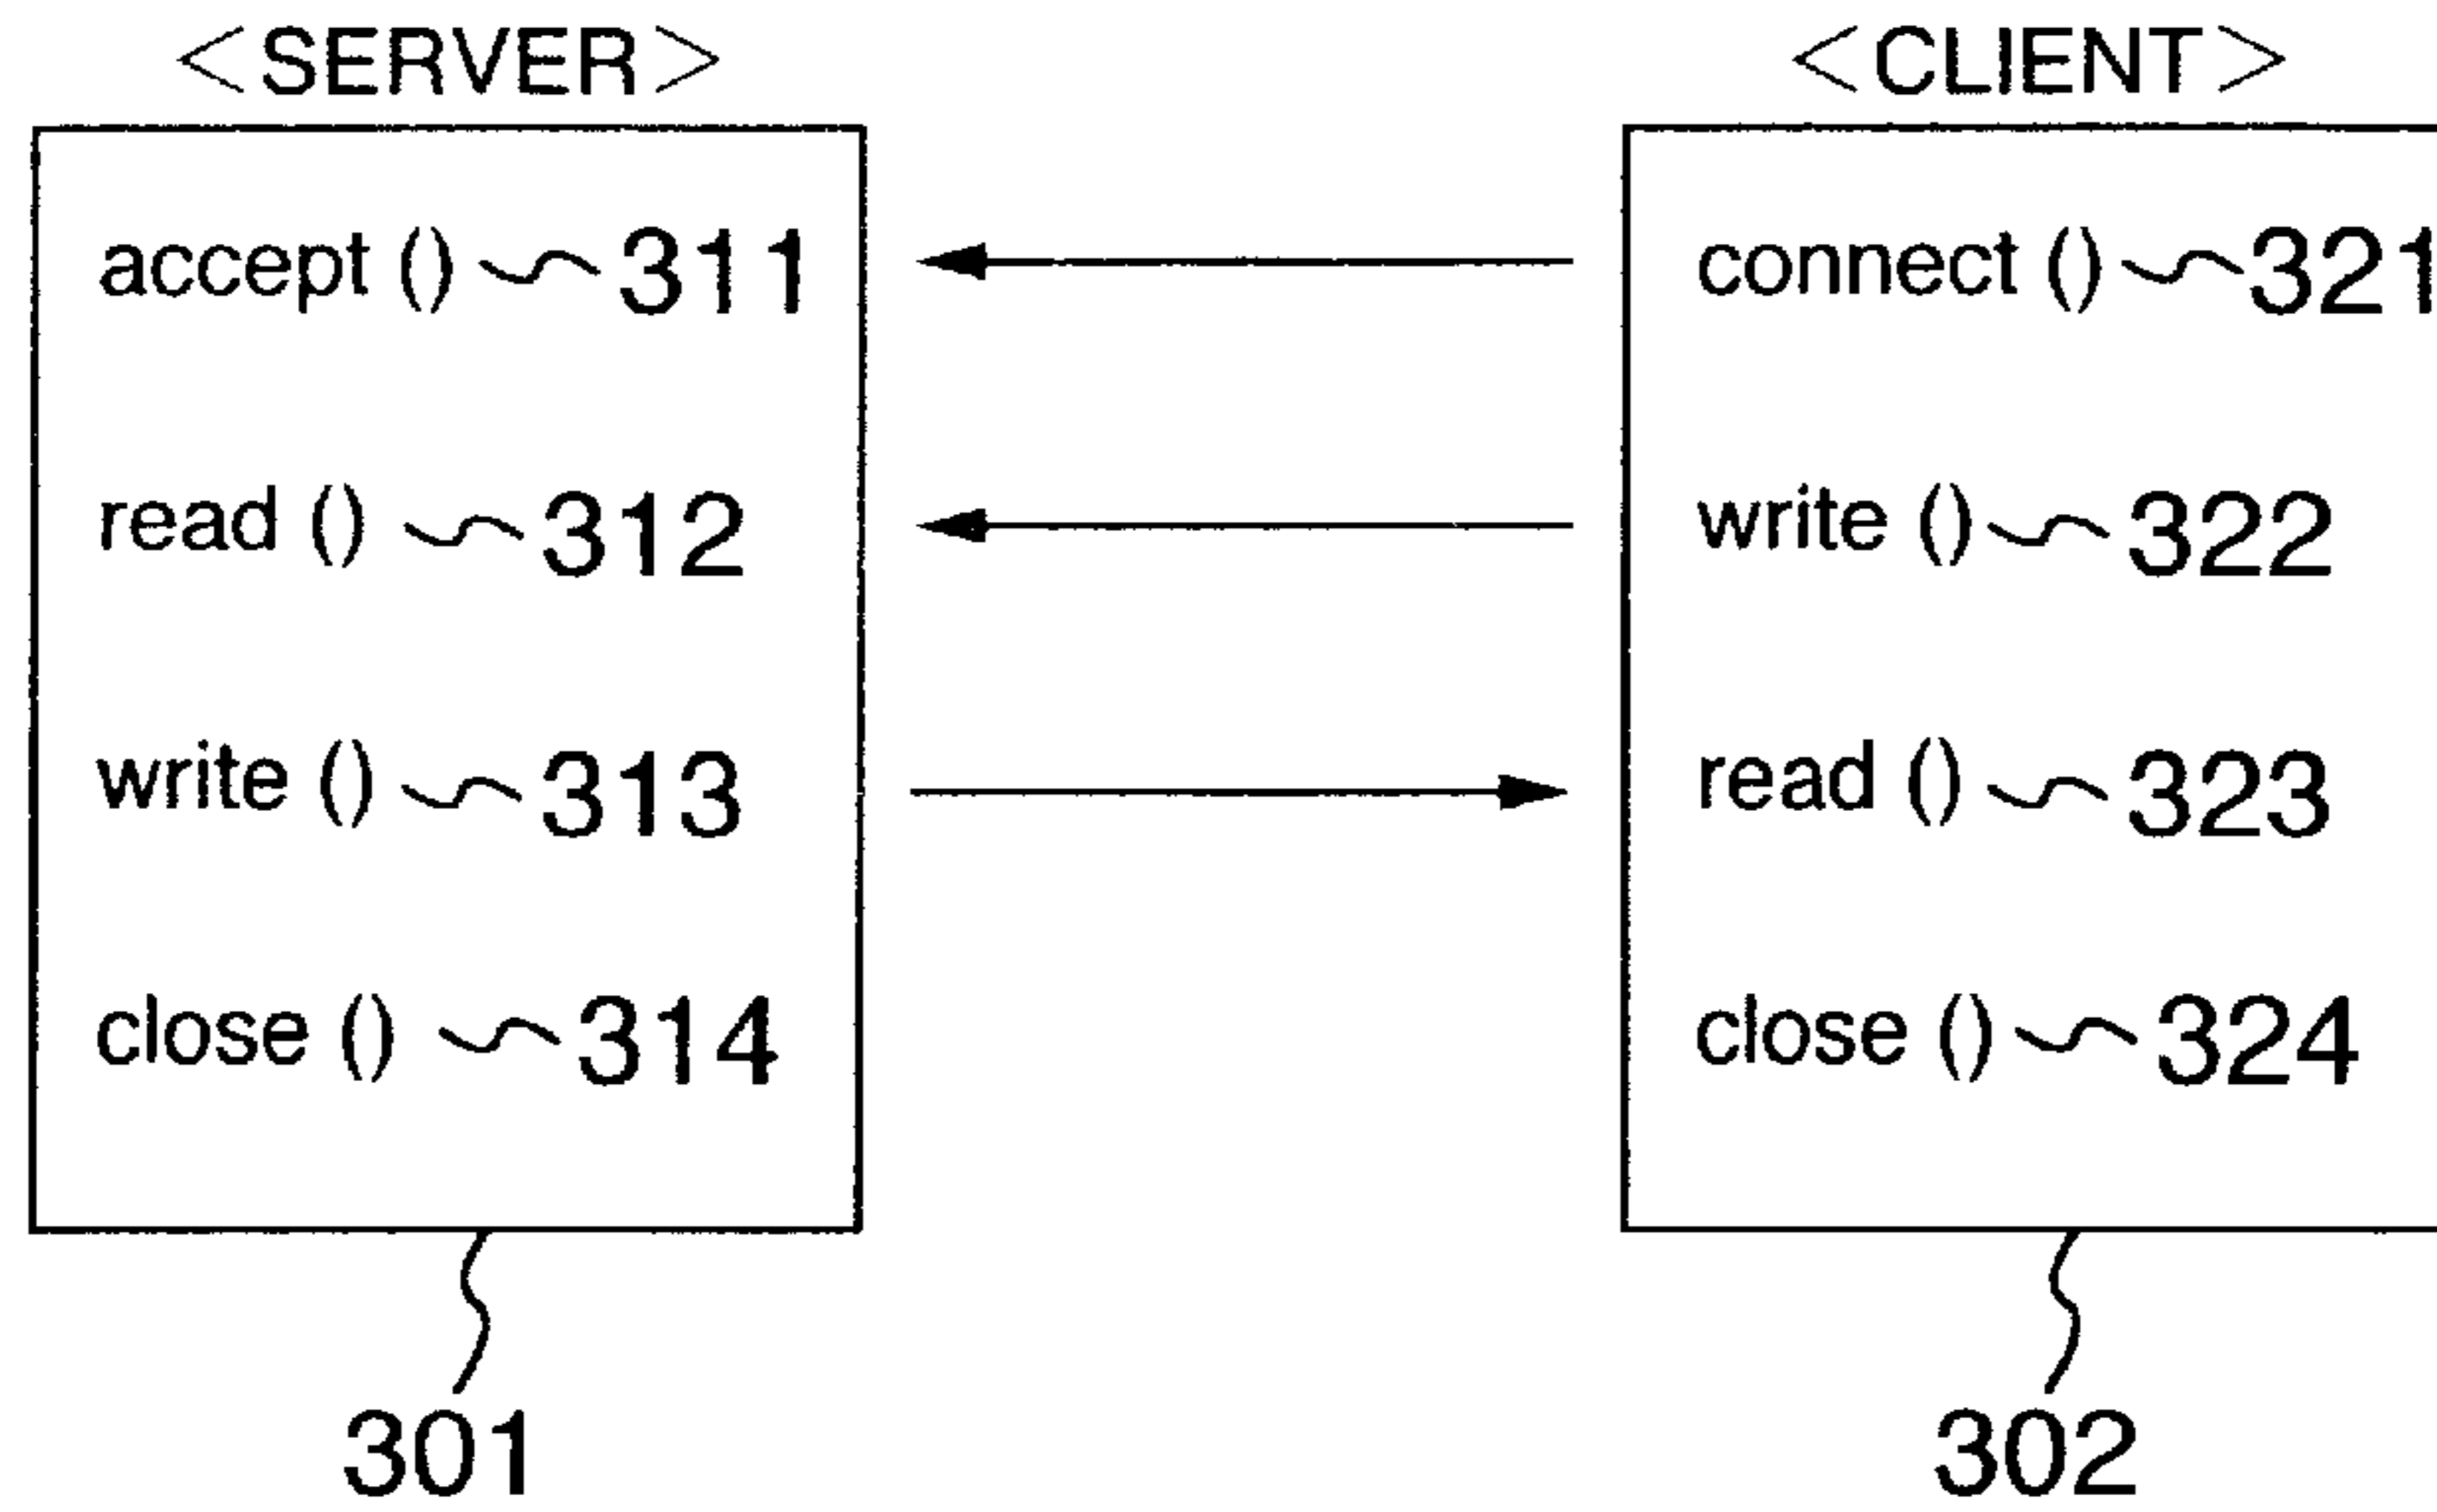 <SERVER>
accept () 311
read () 312
write () 313
close () 314
301
<CLIENT>
connect () 321
write () 322
read () 323
close () 324
302